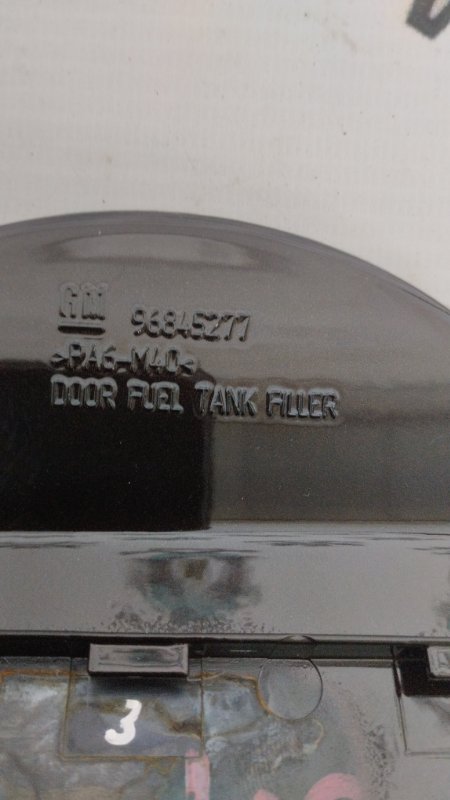 GM 96845277
>PA6-M40<
DOOR FUEL TANK FILLER
3